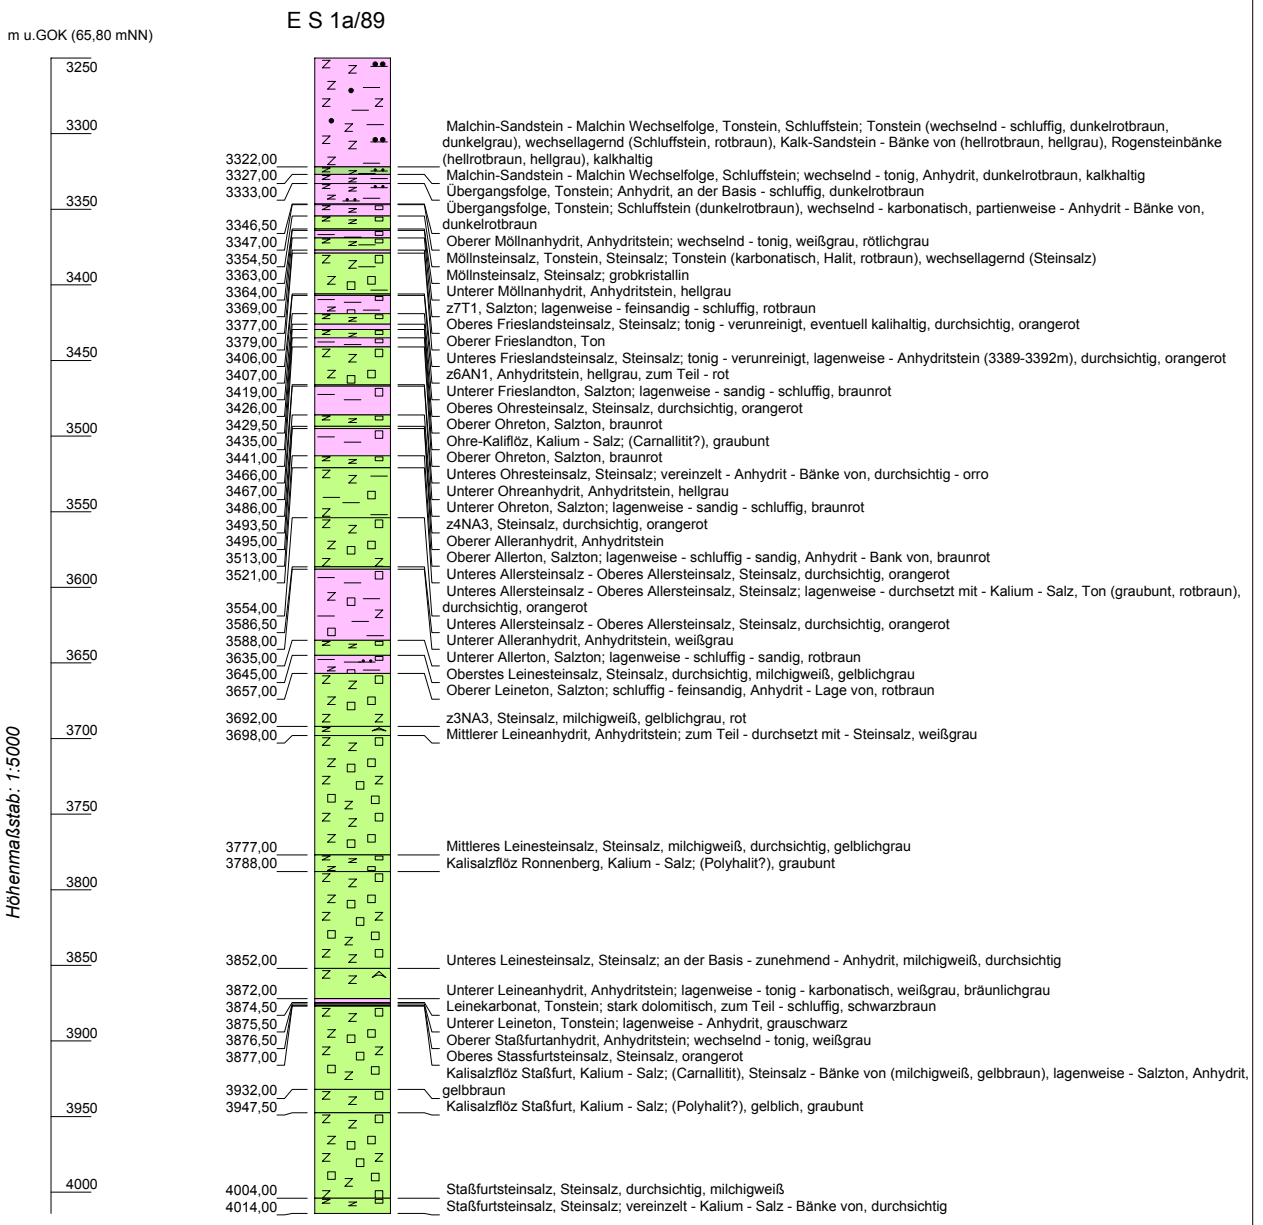 E S 1a/89
m u.GOK (65,80 mNN)
3250
3300
3350
3400
3450
3500
3550
3600
3650
3700
3750
3800
3850
3900
3950
4000
Höhenmaßstab: 1:5000
3322,00
3327,00
3333,00
3346,50
3347,00
3354,50
3363,00
3364,00
3369,00
3377,00
3379,00
3406,00
3407,00
3419,00
3426,00
3429,50
3435,00
3441,00
3466,00
3467,00
3486,00
3493,50
3495,00
3513,00
3521,00
3554,00
3586,50
3588,00
3635,00
3645,00
3657,00
3692,00
3698,00
3777,00
3788,00
3852,00
3872,00
3874,50
3875,50
3876,50
3877,00
3932,00
3947,50
4004,00
4014,00
Malchin-Sandstein - Malchin Wechselfolge, Tonstein, Schluffstein; Tonstein (wechselnd - schluffig, dunkelrotbraun,
dunkelgrau), wechsellagernd (Schluffstein, rotbraun), Kalk-Sandstein - Bänke von (hellrotbraun, hellgrau), Rogensteinbänke
(hellrotbraun, hellgrau), kalkhaltig
Malchin-Sandstein - Malchin Wechselfolge, Schluffstein; wechselnd - tonig, Anhydrit, dunkelrotbraun, kalkhaltig
Übergangsfolge, Tonstein; Anhydrit, an der Basis - schluffig, dunkelrotbraun
Übergangsfolge, Tonstein; Schluffstein (dunkelrotbraun), wechselnd - karbonatisch, partienweise - Anhydrit - Bänke von,
dunkelrotbraun
Oberer Möllnanhydrit, Anhydritstein; wechselnd - tonig, weißgrau, rötlichgrau
Möllnsteinsalz, Tonstein, Steinsalz; Tonstein (karbonatisch, Halit, rotbraun), wechsellagernd (Steinsalz)
Möllnsteinsalz, Steinsalz; grobkristallin
Unterer Möllnanhydrit, Anhydritstein, hellgrau
z7T1, Salzton; lagenweise - feinsandig - schluffig, rotbraun
Oberes Frieslandsteinsalz, Steinsalz; tonig - verunreinigt, eventuell kalihaltig, durchsichtig, orangerot
Oberer Frieslandton, Ton
Unteres Frieslandsteinsalz, Steinsalz; tonig - verunreinigt, lagenweise - Anhydritstein (3389-3392m), durchsichtig, orangerot
z6AN1, Anhydritstein, hellgrau, zum Teil - rot
Unterer Frieslandton, Salzton; lagenweise - sandig - schluffig, braunrot
Oberes Ohresteinsalz, Steinsalz, durchsichtig, orangerot
Oberer Ohreton, Salzton, braunrot
Ohre-Kaliflöz, Kalium - Salz; (Carnallitit?), graubunt
Oberer Ohreton, Salzton, braunrot
Unteres Ohresteinsalz, Steinsalz; vereinzelt - Anhydrit - Bänke von, durchsichtig - orro
Unterer Ohreanhydrit, Anhydritstein, hellgrau
Unterer Ohreton, Salzton; lagenweise - sandig - schluffig, braunrot
z4NA3, Steinsalz, durchsichtig, orangerot
Oberer Alleranhydrit, Anhydritstein
Oberer Allerton, Salzton; lagenweise - schluffig - sandig, Anhydrit - Bank von, braunrot
Unteres Allersteinsalz - Oberes Allersteinsalz, Steinsalz, durchsichtig, orangerot
Unteres Allersteinsalz - Oberes Allersteinsalz, Steinsalz; lagenweise - durchsetzt mit - Kalium - Salz, Ton (graubunt, rotbraun),
durchsichtig, orangerot
Unteres Allersteinsalz - Oberes Allersteinsalz, Steinsalz, durchsichtig, orangerot
Unterer Alleranhydrit, Anhydritstein, weißgrau
Unterer Allerton, Salzton; lagenweise - schluffig - sandig, rotbraun
Oberstes Leinesteinsalz, Steinsalz, durchsichtig, milchigweiß, gelblichgrau
Oberer Leineton, Salzton; schluffig - feinsandig, Anhydrit - Lage von, rotbraun
z3NA3, Steinsalz, milchigweiß, gelblichgrau, rot
Mittlerer Leineanhydrit, Anhydritstein; zum Teil - durchsetzt mit - Steinsalz, weißgrau
Mittleres Leinesteinsalz, Steinsalz, milchigweiß, durchsichtig, gelblichgrau
Kalisalzflöz Ronnenberg, Kalium - Salz; (Polyhalit?), graubunt
Unteres Leinesteinsalz, Steinsalz; an der Basis - zunehmend - Anhydrit, milchigweiß, durchsichtig
Unterer Leineanhydrit, Anhydritstein; lagenweise - tonig - karbonatisch, weißgrau, bräunlichgrau
Leinekarbonat, Tonstein; stark dolomitisch, zum Teil - schluffig, schwarzbraun
Unterer Leineton, Tonstein; lagenweise - Anhydrit, grauschwarz
Oberer Staßfurtanhydrit, Anhydritstein; wechselnd - tonig, weißgrau
Oberes Stassfurtsteinsalz, Steinsalz, orangerot
Kalisalzflöz Staßfurt, Kalium - Salz; (Carnallitit), Steinsalz - Bänke von (milchigweiß, gelbbraun), lagenweise - Salzton, Anhydrit,
gelbbraun
Kalisalzflöz Staßfurt, Kalium - Salz; (Polyhalit?), gelblich, graubunt
Staßfurtsteinsalz, Steinsalz, durchsichtig, milchigweiß
Staßfurtsteinsalz, Steinsalz; vereinzelt - Kalium - Salz - Bänke von, durchsichtig